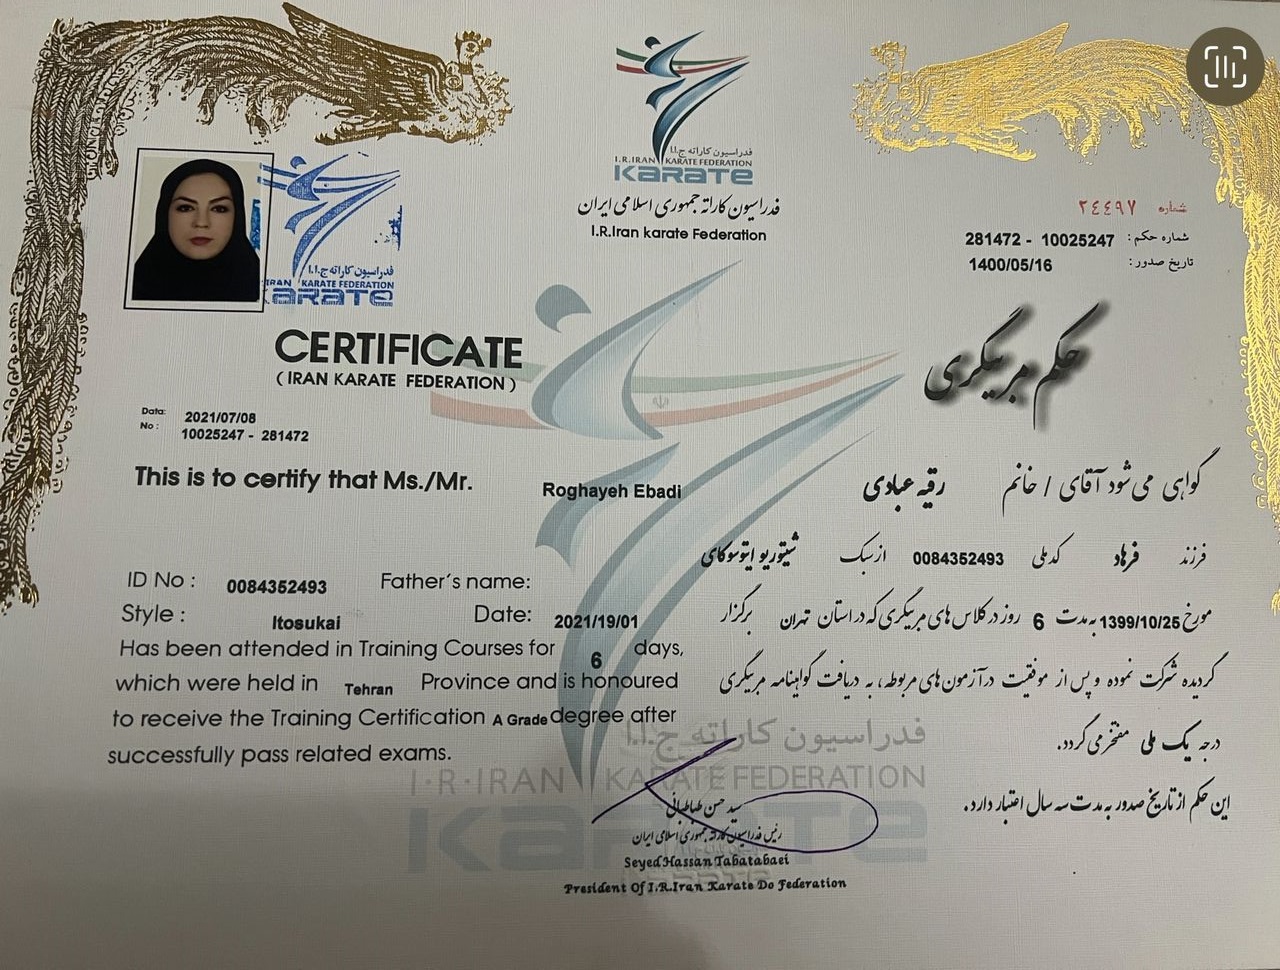 فدراسیون کاراته ج.ا.ا
I.R.IRAN KARATE FEDERATION
KARATE
فدراسیون کاراته جمهوری اسلامی ایران
I.R.Iran karate Federation
شماره ٢٤٤٩٧
شماره حکم : 281472 - 10025247
تاریخ صدور : 1400/05/16
فدراسیون کاراته ج.ا.ا
IRAN KARATE FEDERATION
KARATE
حکم مربیگری
CERTIFICATE
( IRAN KARATE FEDERATION )
Data: 2021/07/08
No : 10025247 - 281472
This is to certify that Ms./Mr. Roghayeh Ebadi
ID No : 0084352493 Father's name:
Style : Itosukai Date: 2021/19/01
Has been attended in Training Courses for 6 days,
which were held in Tehran Province and is honoured
to receive the Training Certification A Grade degree after
successfully pass related exams.
گواهی می شود آقای / خانم رقیه عبادی
فرزند فرهاد کد ملی 0084352493 از سبک شیتوریو ایتوسوکای
مورخ 1399/10/25 به مدت 6 روز در کلاس های مربیگری که در استان تهران برگزار
گردیده شرکت نموده و پس از موفقیت در آزمون های مربوطه، به دریافت گواهینامه مربیگری
درجه یک ملی مفتخر می گردد.
این حکم از تاریخ صدور به مدت سه سال اعتبار دارد.
فدراسیون کاراته ج.ا.ا
I·R·IRAN KARATE FEDERATION
KARATE
سید حسن طباطبائی
رئیس فدراسیون کاراته جمهوری اسلامی ایران
Seyed Hassan Tabatabaei
President Of I.R.Iran Karate Do Federation